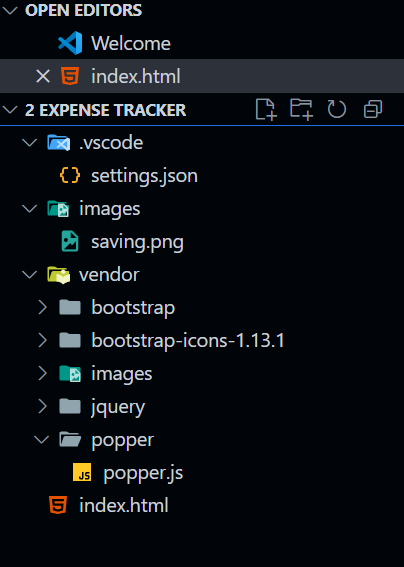 OPEN EDITORS
Welcome
index.html
2 EXPENSE TRACKER
.vscode
settings.json
images
saving.png
vendor
bootstrap
bootstrap-icons-1.13.1
images
jquery
popper
JS popper.js
index.html